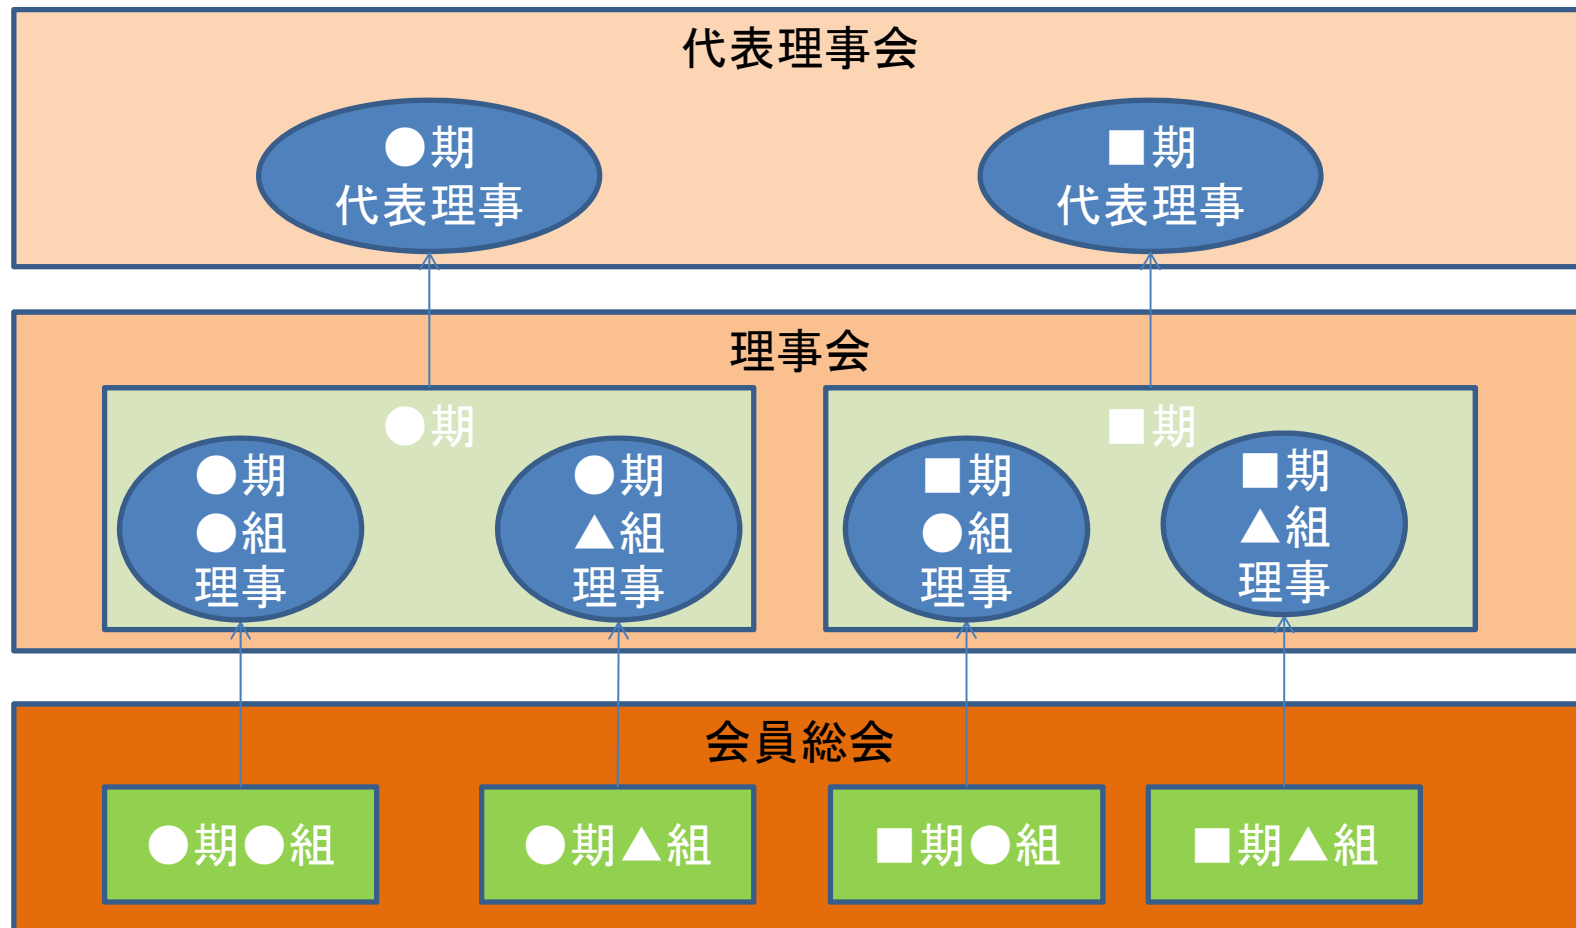 代表理事会
●期
代表理事
■期
代表理事
理事会
●期
●期
●組
理事
●期
▲組
理事
■期
■期
●組
理事
■期
▲組
理事
会員総会
●期●組
●期▲組
■期●組
■期▲組